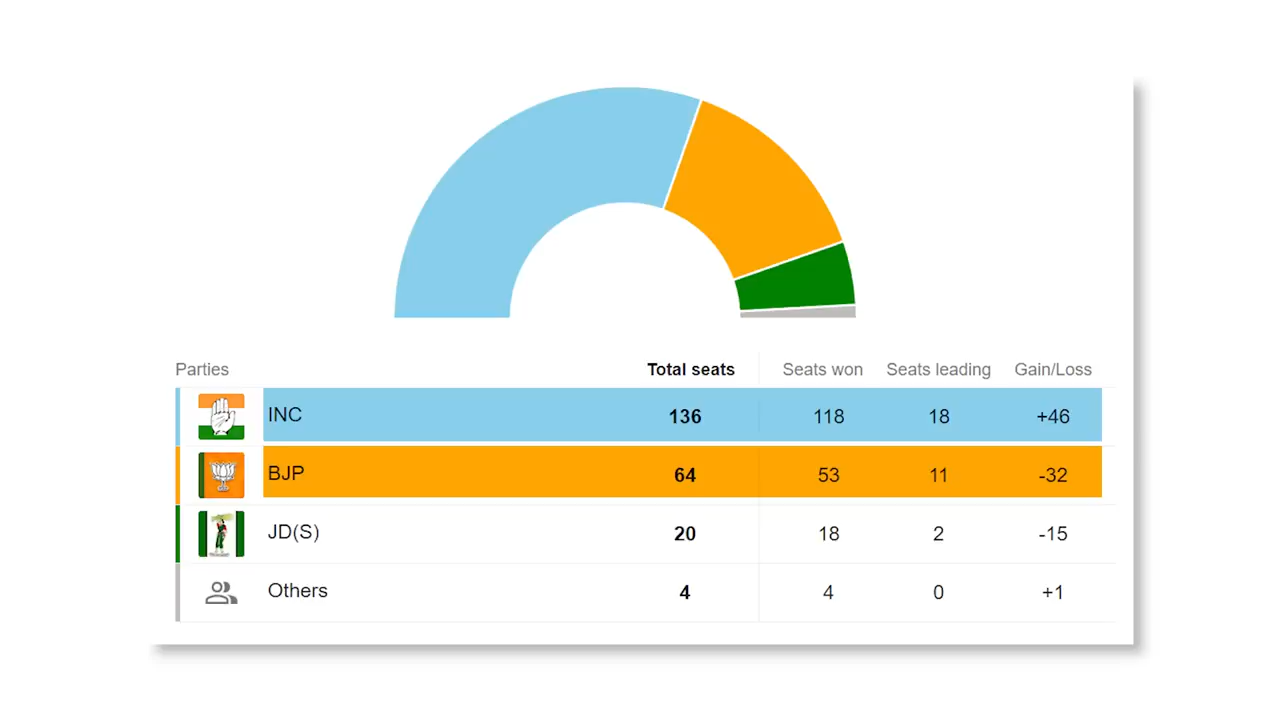 Parties Total seats Seats won Seats leading Gain/Loss
INC 136 118 18 +46
BJP 64 53 11 -32
JD(S) 20 18 2 -15
Others 4 4 0 +1